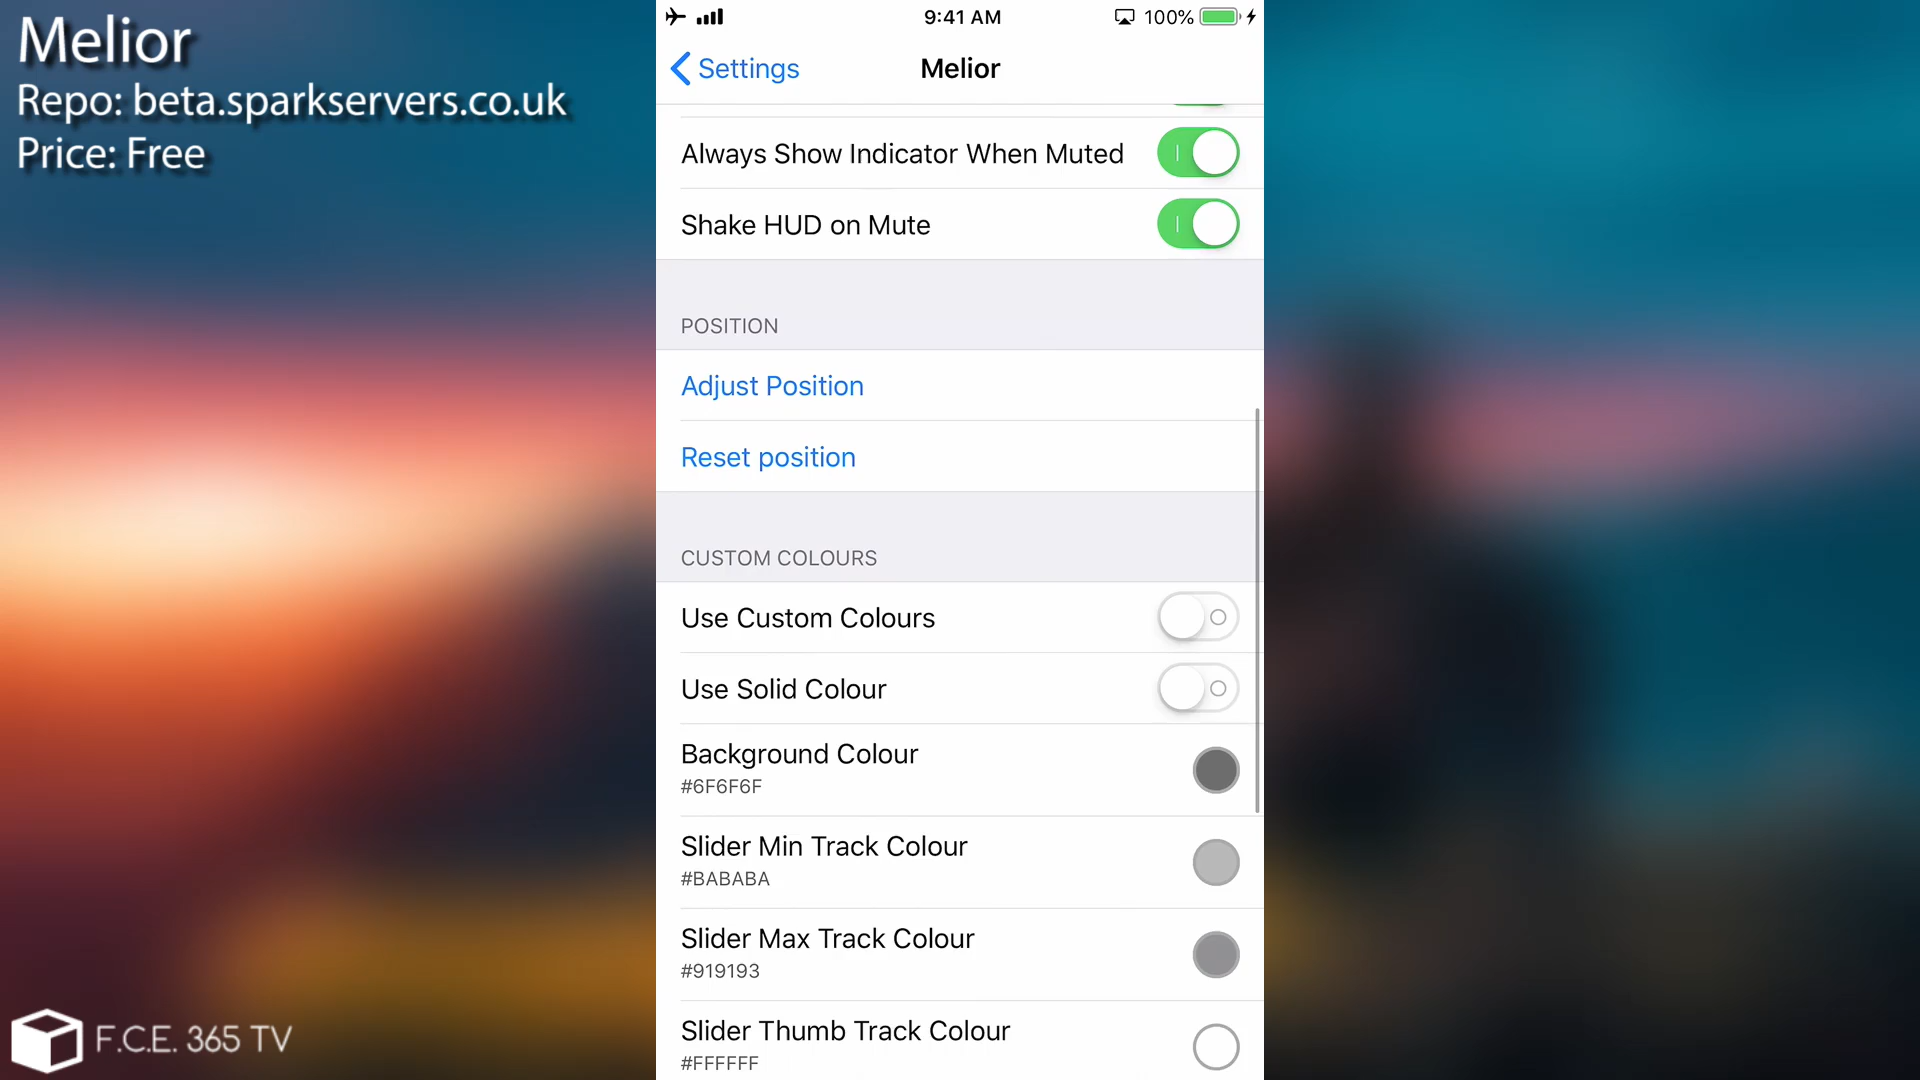 Melior
Repo: beta.sparkservers.co.uk
Price: Free
9:41 AM
100%
Settings
Melior
Always Show Indicator When Muted
Shake HUD on Mute
POSITION
Adjust Position
Reset position
CUSTOM COLOURS
Use Custom Colours
Use Solid Colour
Background Colour
#6F6F6F
Slider Min Track Colour
#BABABA
Slider Max Track Colour
#919193
Slider Thumb Track Colour
#FFFFFF
F.C.E. 365 TV